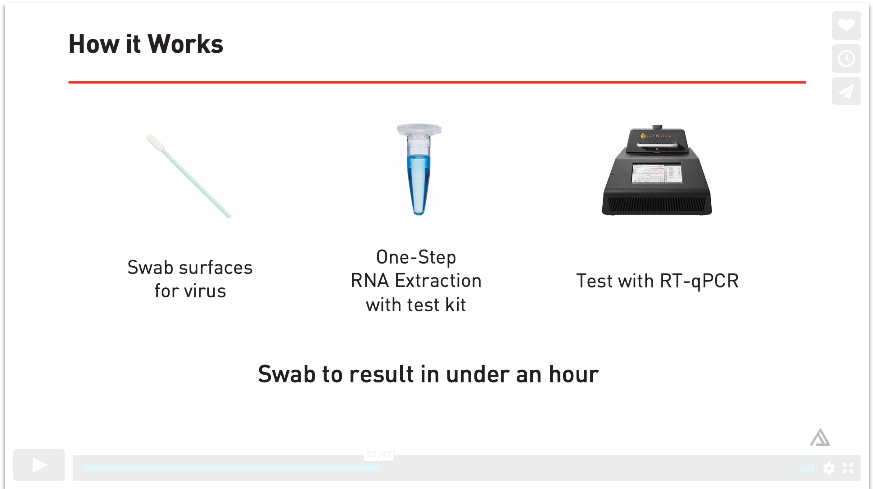 How it Works
Swab surfaces
for virus
One-Step
RNA Extraction
with test kit
Test with RT-qPCR
Swab to result in under an hour
01:47